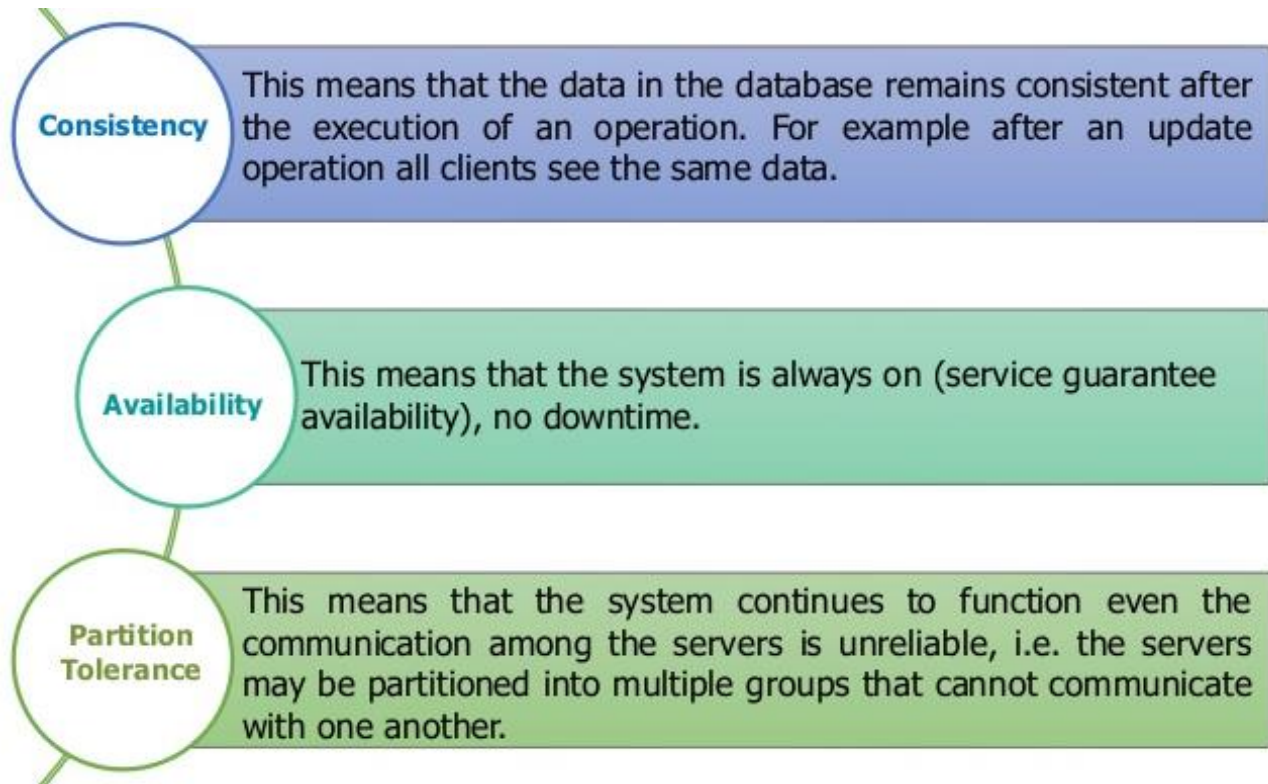 Consistency
This means that the data in the database remains consistent after
the execution of an operation. For example after an update
operation all clients see the same data.
Availability
This means that the system is always on (service guarantee
availability), no downtime.
Partition
Tolerance
This means that the system continues to function even the
communication among the servers is unreliable, i.e. the servers
may be partitioned into multiple groups that cannot communicate
with one another.